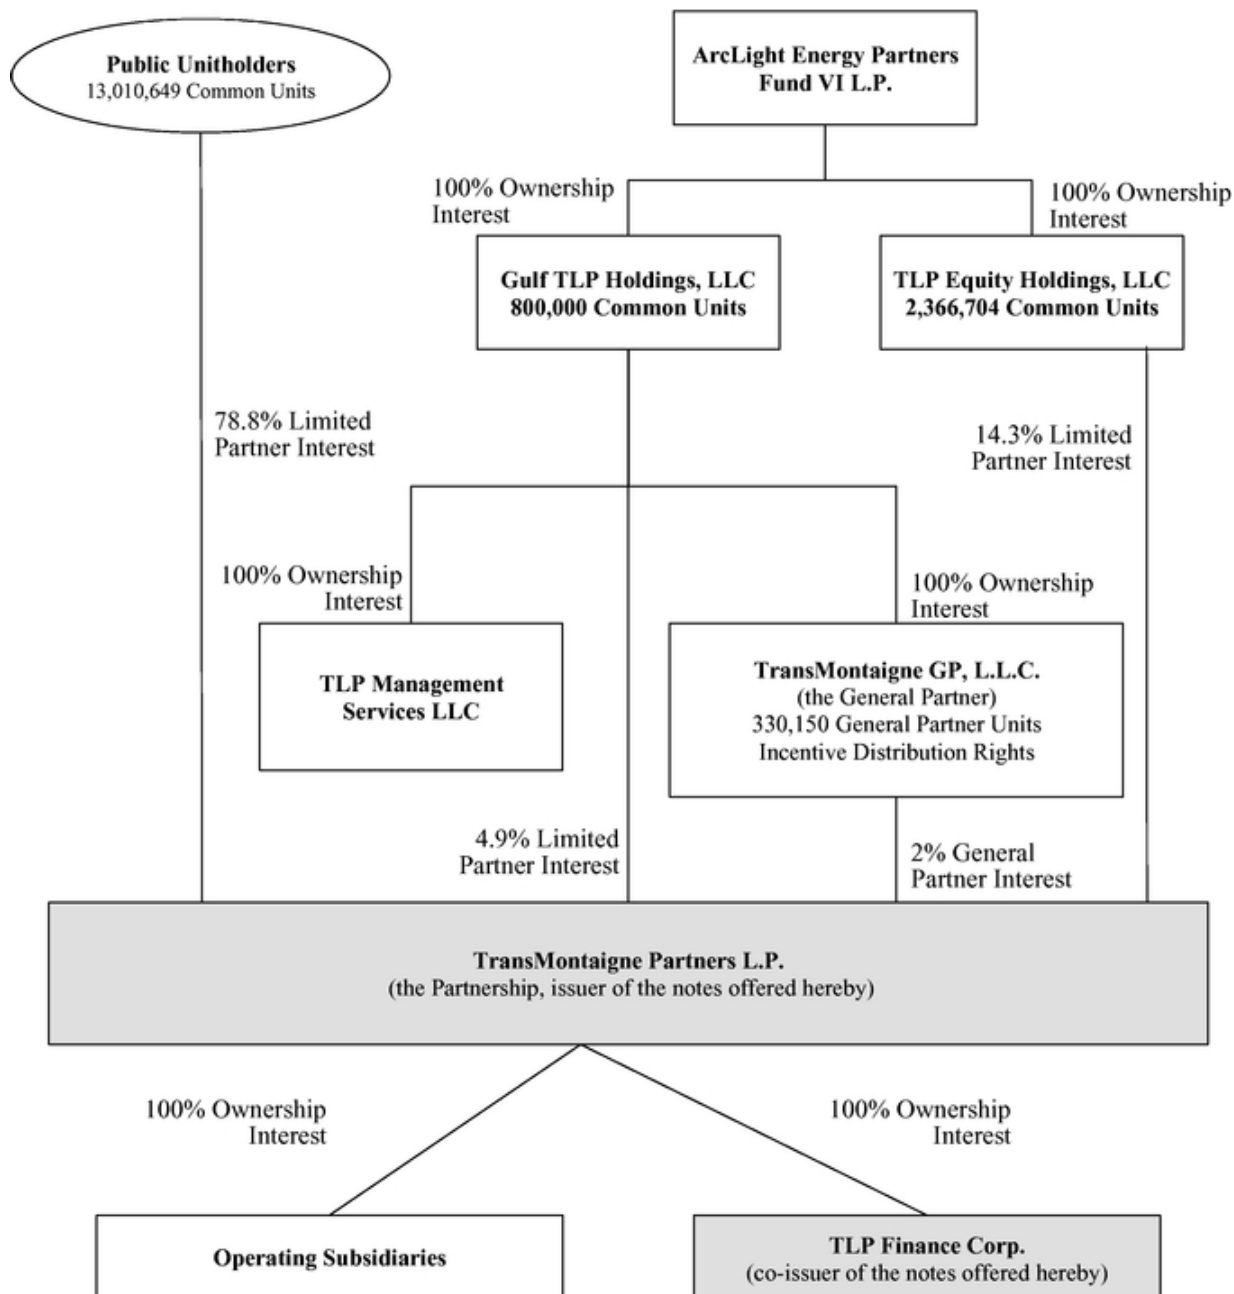 Public Unitholders
13,010,649 Common Units
ArcLight Energy Partners
Fund VI L.P.
100% Ownership
Interest
100% Ownership
Interest
Gulf TLP Holdings, LLC
800,000 Common Units
TLP Equity Holdings, LLC
2,366,704 Common Units
78.8% Limited
Partner Interest
14.3% Limited
Partner Interest
100% Ownership
Interest
100% Ownership
Interest
TLP Management
Services LLC
TransMontaigne GP, L.L.C.
(the General Partner)
330,150 General Partner Units
Incentive Distribution Rights
4.9% Limited
Partner Interest
2% General
Partner Interest
TransMontaigne Partners L.P.
(the Partnership, issuer of the notes offered hereby)
100% Ownership
Interest
100% Ownership
Interest
Operating Subsidiaries
TLP Finance Corp.
(co-issuer of the notes offered hereby)